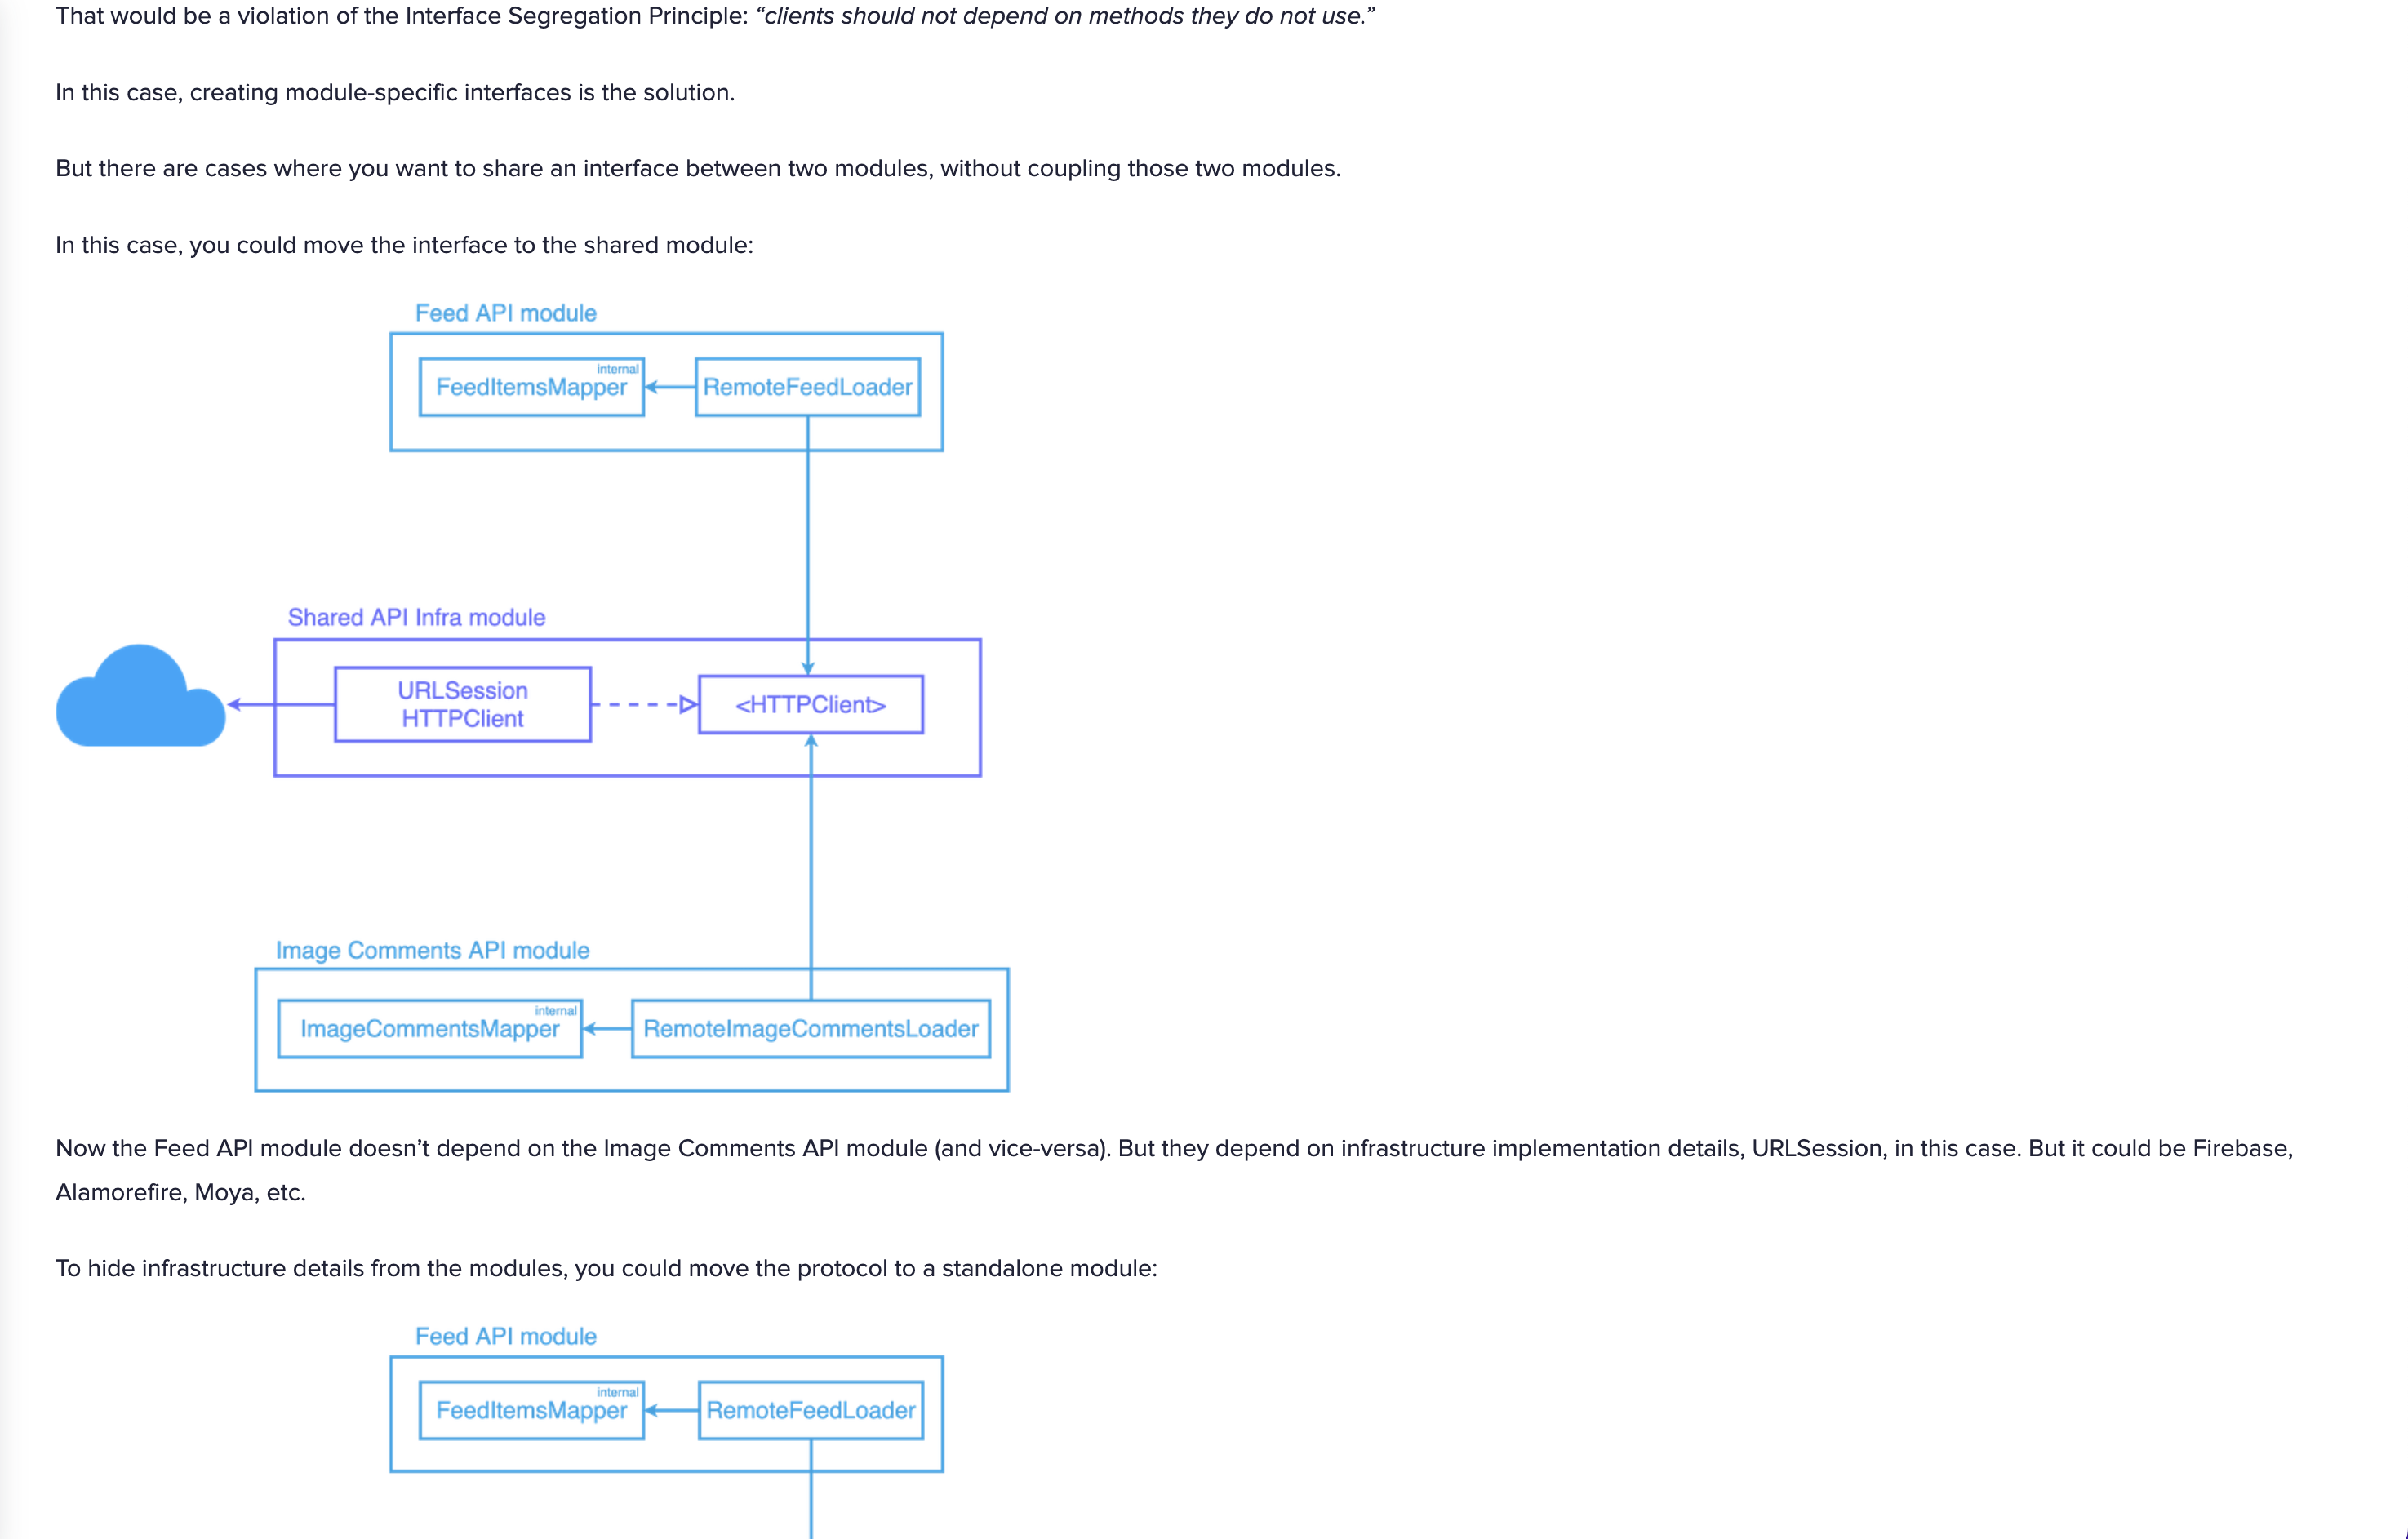 That would be a violation of the Interface Segregation Principle: “clients should not depend on methods they do not use.”
In this case, creating module-specific interfaces is the solution.
But there are cases where you want to share an interface between two modules, without coupling those two modules.
In this case, you could move the interface to the shared module:
Feed API module
internal
FeedItemsMapper
RemoteFeedLoader
Shared API Infra module
URLSession
HTTPClient
<HTTPClient>
Image Comments API module
internal
ImageCommentsMapper
RemoteImageCommentsLoader
Now the Feed API module doesn’t depend on the Image Comments API module (and vice-versa). But they depend on infrastructure implementation details, URLSession, in this case. But it could be Firebase,
Alamorefire, Moya, etc.
To hide infrastructure details from the modules, you could move the protocol to a standalone module:
Feed API module
internal
FeedItemsMapper
RemoteFeedLoader